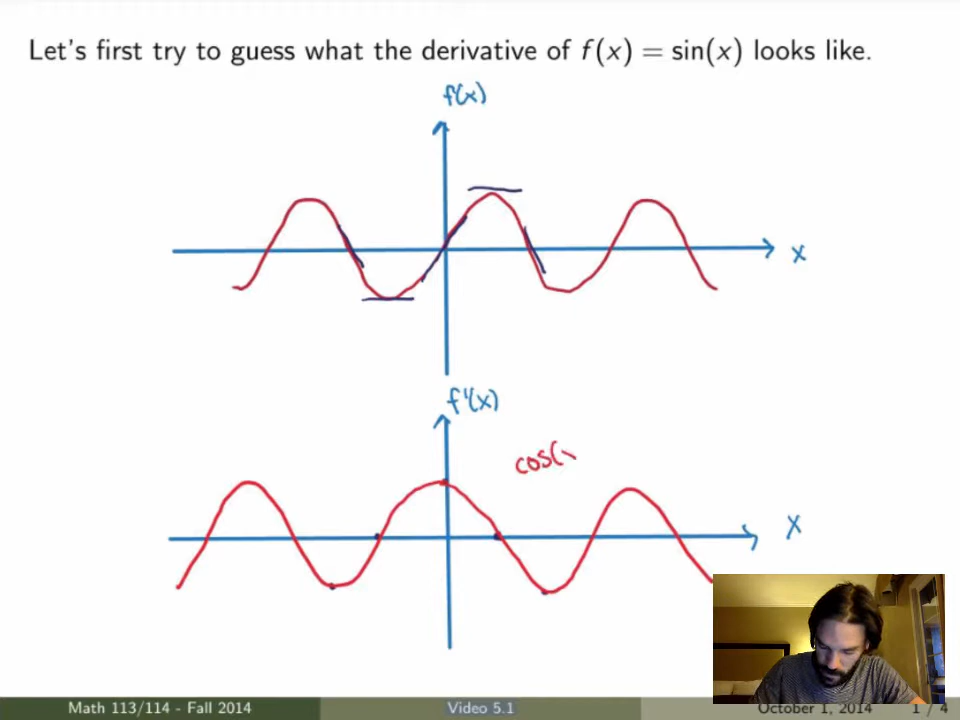 Let's first try to guess what the derivative of f(x) = sin(x) looks like.
f(x)
x
f'(x)
cos(
x
Math 113/114 - Fall 2014 Video 5.1 October 1, 2014 1 / 4